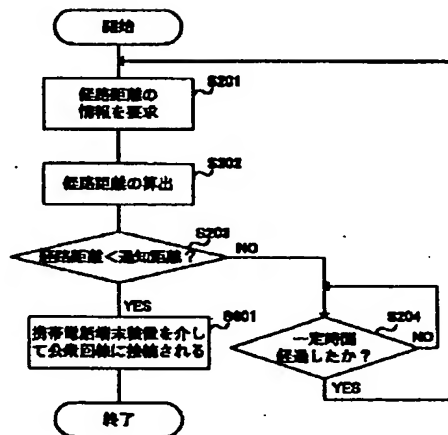 開始
経路距離の
情報を要求
S201
経路距離の算出
S202
経路距離<通知距離?
S203
NO
YES
携帯電話端末装置を介し
て公衆回線に接続される
S601
一定時間
経過したか?
S204
NO
YES
終了